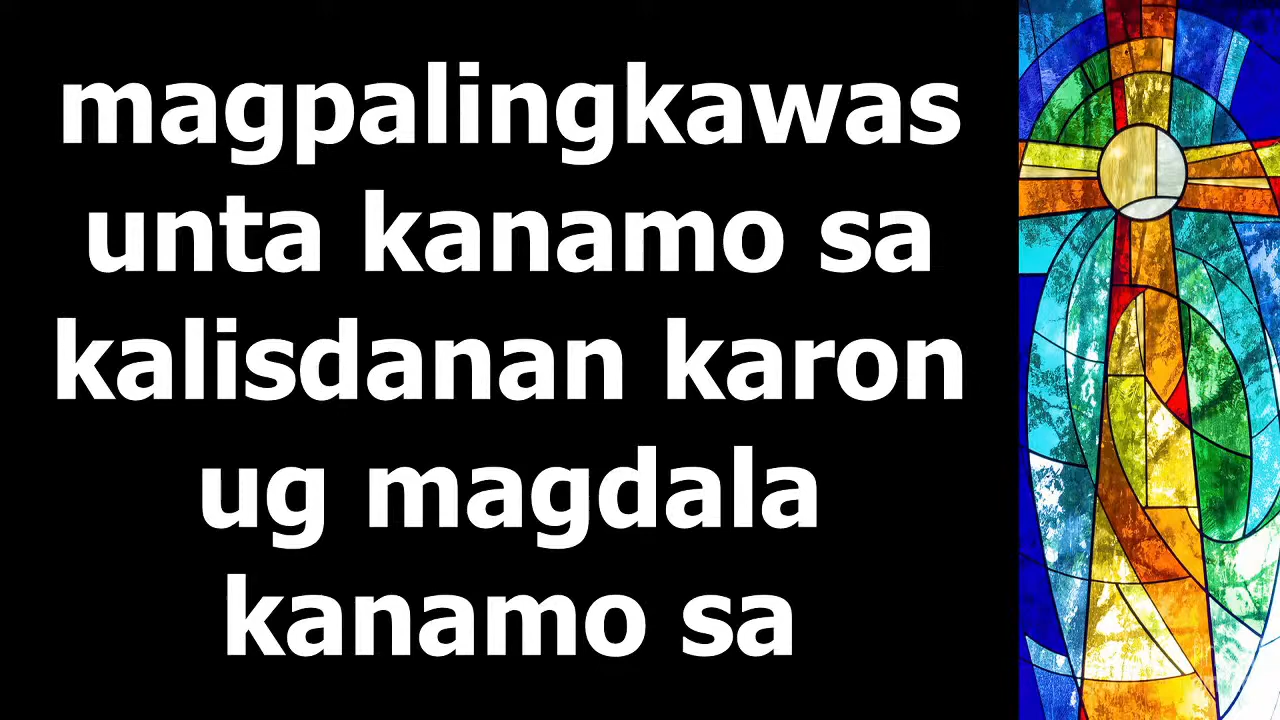 magpalingkawas
unta kanamo sa
kalisdanan karon
ug magdala
kanamo sa